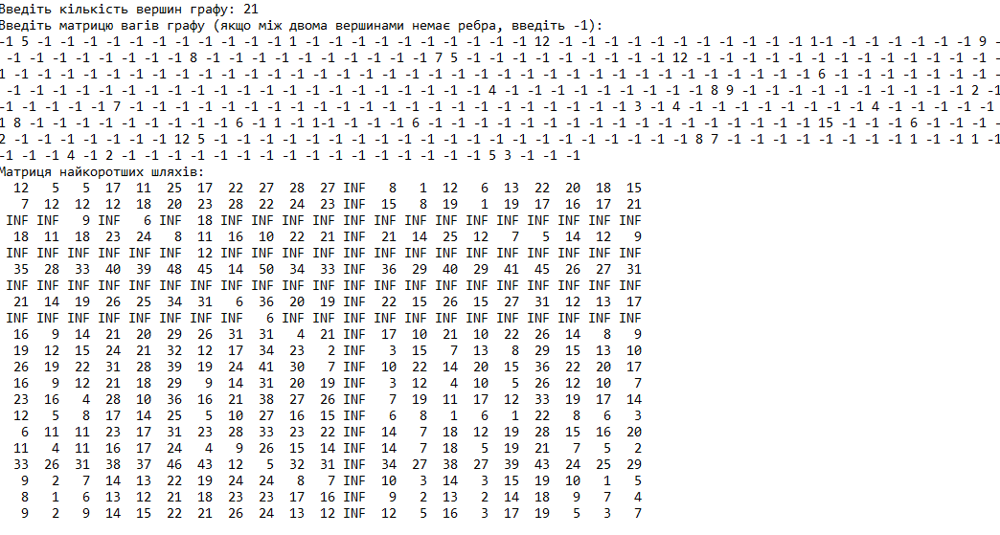 Введіть кількість вершин графу: 21
Введіть матрицю вагів графу (якщо між двома вершинами немає ребра, введіть -1):
-1 5 -1 -1 -1 -1 -1 -1 -1 -1 -1 -1 -1 1 -1 -1 -1 -1 -1 -1 -1 -1 -1 -1 12 -1 -1 -1 -1 -1 -1 -1 -1 -1 -1 -1 1-1 -1 -1 -1 -1 -1 -1 9 -
-1 -1 -1 -1 -1 -1 -1 -1 8 -1 -1 -1 -1 -1 -1 -1 -1 -1 -1 7 5 -1 -1 -1 -1 -1 -1 -1 -1 -1 12 -1 -1 -1 -1 -1 -1 -1 -1 -1 -1 -1 -1 -1 -
1 -1 -1 -1 -1 -1 -1 -1 -1 -1 -1 -1 -1 -1 -1 -1 -1 -1 -1 -1 -1 -1 -1 -1 -1 -1 -1 -1 -1 -1 -1 -1 -1 -1 -1 -1 6 -1 -1 -1 -1 -1 -1 -1 -
-1 -1 -1 -1 -1 -1 -1 -1 -1 -1 -1 -1 -1 -1 -1 -1 -1 -1 -1 -1 -1 4 -1 -1 -1 -1 -1 -1 -1 -1 -1 8 9 -1 -1 -1 -1 -1 -1 -1 -1 -1 -1 2 -1
-1 -1 -1 -1 -1 7 -1 -1 -1 -1 -1 -1 -1 -1 -1 -1 -1 -1 -1 -1 -1 -1 -1 -1 -1 -1 -1 -1 3 -1 4 -1 -1 -1 -1 -1 -1 -1 -1 4 -1 -1 -1 -1 -1
1 8 -1 -1 -1 -1 -1 -1 -1 -1 -1 6 -1 1 -1 1-1 -1 -1 -1 6 -1 -1 -1 -1 -1 -1 -1 -1 -1 -1 -1 -1 -1 -1 -1 -1 -1 15 -1 -1 -1 6 -1 -1 -1 -
2 -1 -1 -1 -1 -1 -1 -1 12 5 -1 -1 -1 -1 -1 -1 -1 -1 -1 -1 -1 -1 -1 -1 -1 -1 -1 -1 -1 -1 -1 8 7 -1 -1 -1 -1 -1 -1 -1 -1 1 -1 -1 1 -1
-1 -1 -1 4 -1 2 -1 -1 -1 -1 -1 -1 -1 -1 -1 -1 -1 -1 -1 -1 -1 -1 5 3 -1 -1 -1
Матриця найкоротших шляхів:
12 5 5 17 11 25 17 22 27 28 27 INF 8 1 12 6 13 22 20 18 15
7 12 12 12 18 20 23 28 22 24 23 INF 15 8 19 1 19 17 16 17 21
INF INF 9 INF 6 INF 18 INF INF INF INF INF INF INF INF INF INF INF INF INF INF
18 11 18 23 24 8 11 16 10 22 21 INF 21 14 25 12 7 5 14 12 9
INF INF INF INF INF INF 12 INF INF INF INF INF INF INF INF INF INF INF INF INF INF
35 28 33 40 39 48 45 14 50 34 33 INF 36 29 40 29 41 45 26 27 31
INF INF INF INF INF INF INF INF INF INF INF INF INF INF INF INF INF INF INF INF INF
21 14 19 26 25 34 31 6 36 20 19 INF 22 15 26 15 27 31 12 13 17
INF INF INF INF INF INF INF INF 6 INF INF INF INF INF INF INF INF INF INF INF INF
16 9 14 21 20 29 26 31 31 4 21 INF 17 10 21 10 22 26 14 8 9
19 12 15 24 21 32 12 17 34 23 2 INF 3 15 7 13 8 29 15 13 10
26 19 22 31 28 39 19 24 41 30 7 INF 10 22 14 20 15 36 22 20 17
16 9 12 21 18 29 9 14 31 20 19 INF 3 12 4 10 5 26 12 10 7
23 16 4 28 10 36 16 21 38 27 26 INF 7 19 11 17 12 33 19 17 14
12 5 8 17 14 25 5 10 27 16 15 INF 6 8 1 6 1 22 8 6 3
6 11 11 23 17 31 23 28 33 23 22 INF 14 7 18 12 19 28 15 16 20
11 4 11 16 17 24 4 9 26 15 14 INF 14 7 18 5 19 21 7 5 2
33 26 31 38 37 46 43 12 5 32 31 INF 34 27 38 27 39 43 24 25 29
9 2 7 14 13 22 19 24 24 8 7 INF 10 3 14 3 15 19 10 1 5
8 1 6 13 12 21 18 23 23 17 16 INF 9 2 13 2 14 18 9 7 4
9 2 9 14 15 22 21 26 24 13 12 INF 12 5 16 3 17 19 5 3 7